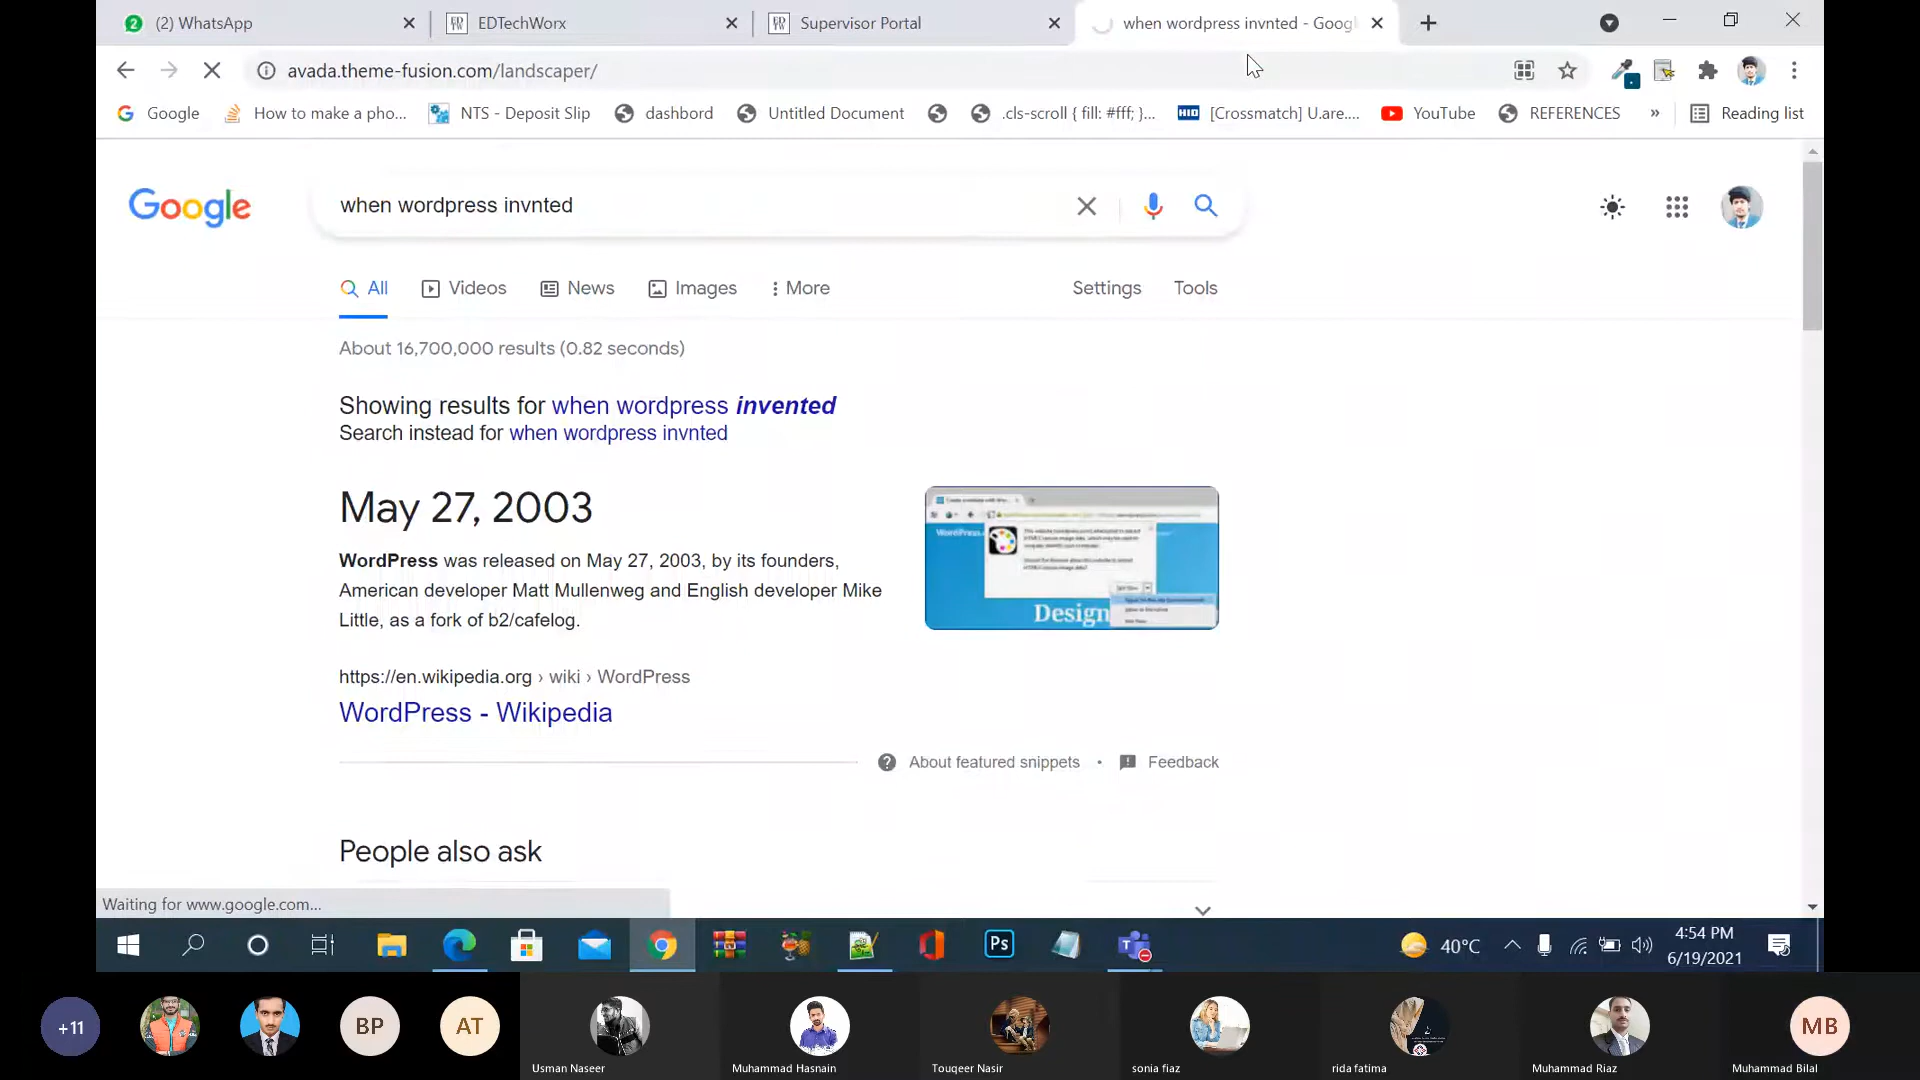 (2) WhatsApp
EDTechWorx
Supervisor Portal
when wordpress invnted - Goog
avada.theme-fusion.com/landscaper/
Google
How to make a pho...
NTS - Deposit Slip
dashbord
Untitled Document
.cls-scroll { fill: #fff; }...
HID
[Crossmatch] U.are....
YouTube
REFERENCES
»
Reading list
Google
when wordpress invnted
All
Videos
News
Images
More
Settings
Tools
About 16,700,000 results (0.82 seconds)
Showing results for when wordpress invented
Search instead for when wordpress invnted
May 27, 2003
WordPress was released on May 27, 2003, by its founders,
American developer Matt Mullenweg and English developer Mike
Little, as a fork of b2/cafelog.
Design
https://en.wikipedia.org › wiki › WordPress
WordPress - Wikipedia
About featured snippets • Feedback
People also ask
Waiting for www.google.com...
Ps
40°C
4:54 PM
6/19/2021
+11
BP
AT
MB
Usman Naseer
Muhammad Hasnain
Touqeer Nasir
sonia fiaz
rida fatima
Muhammad Riaz
Muhammad Bilal